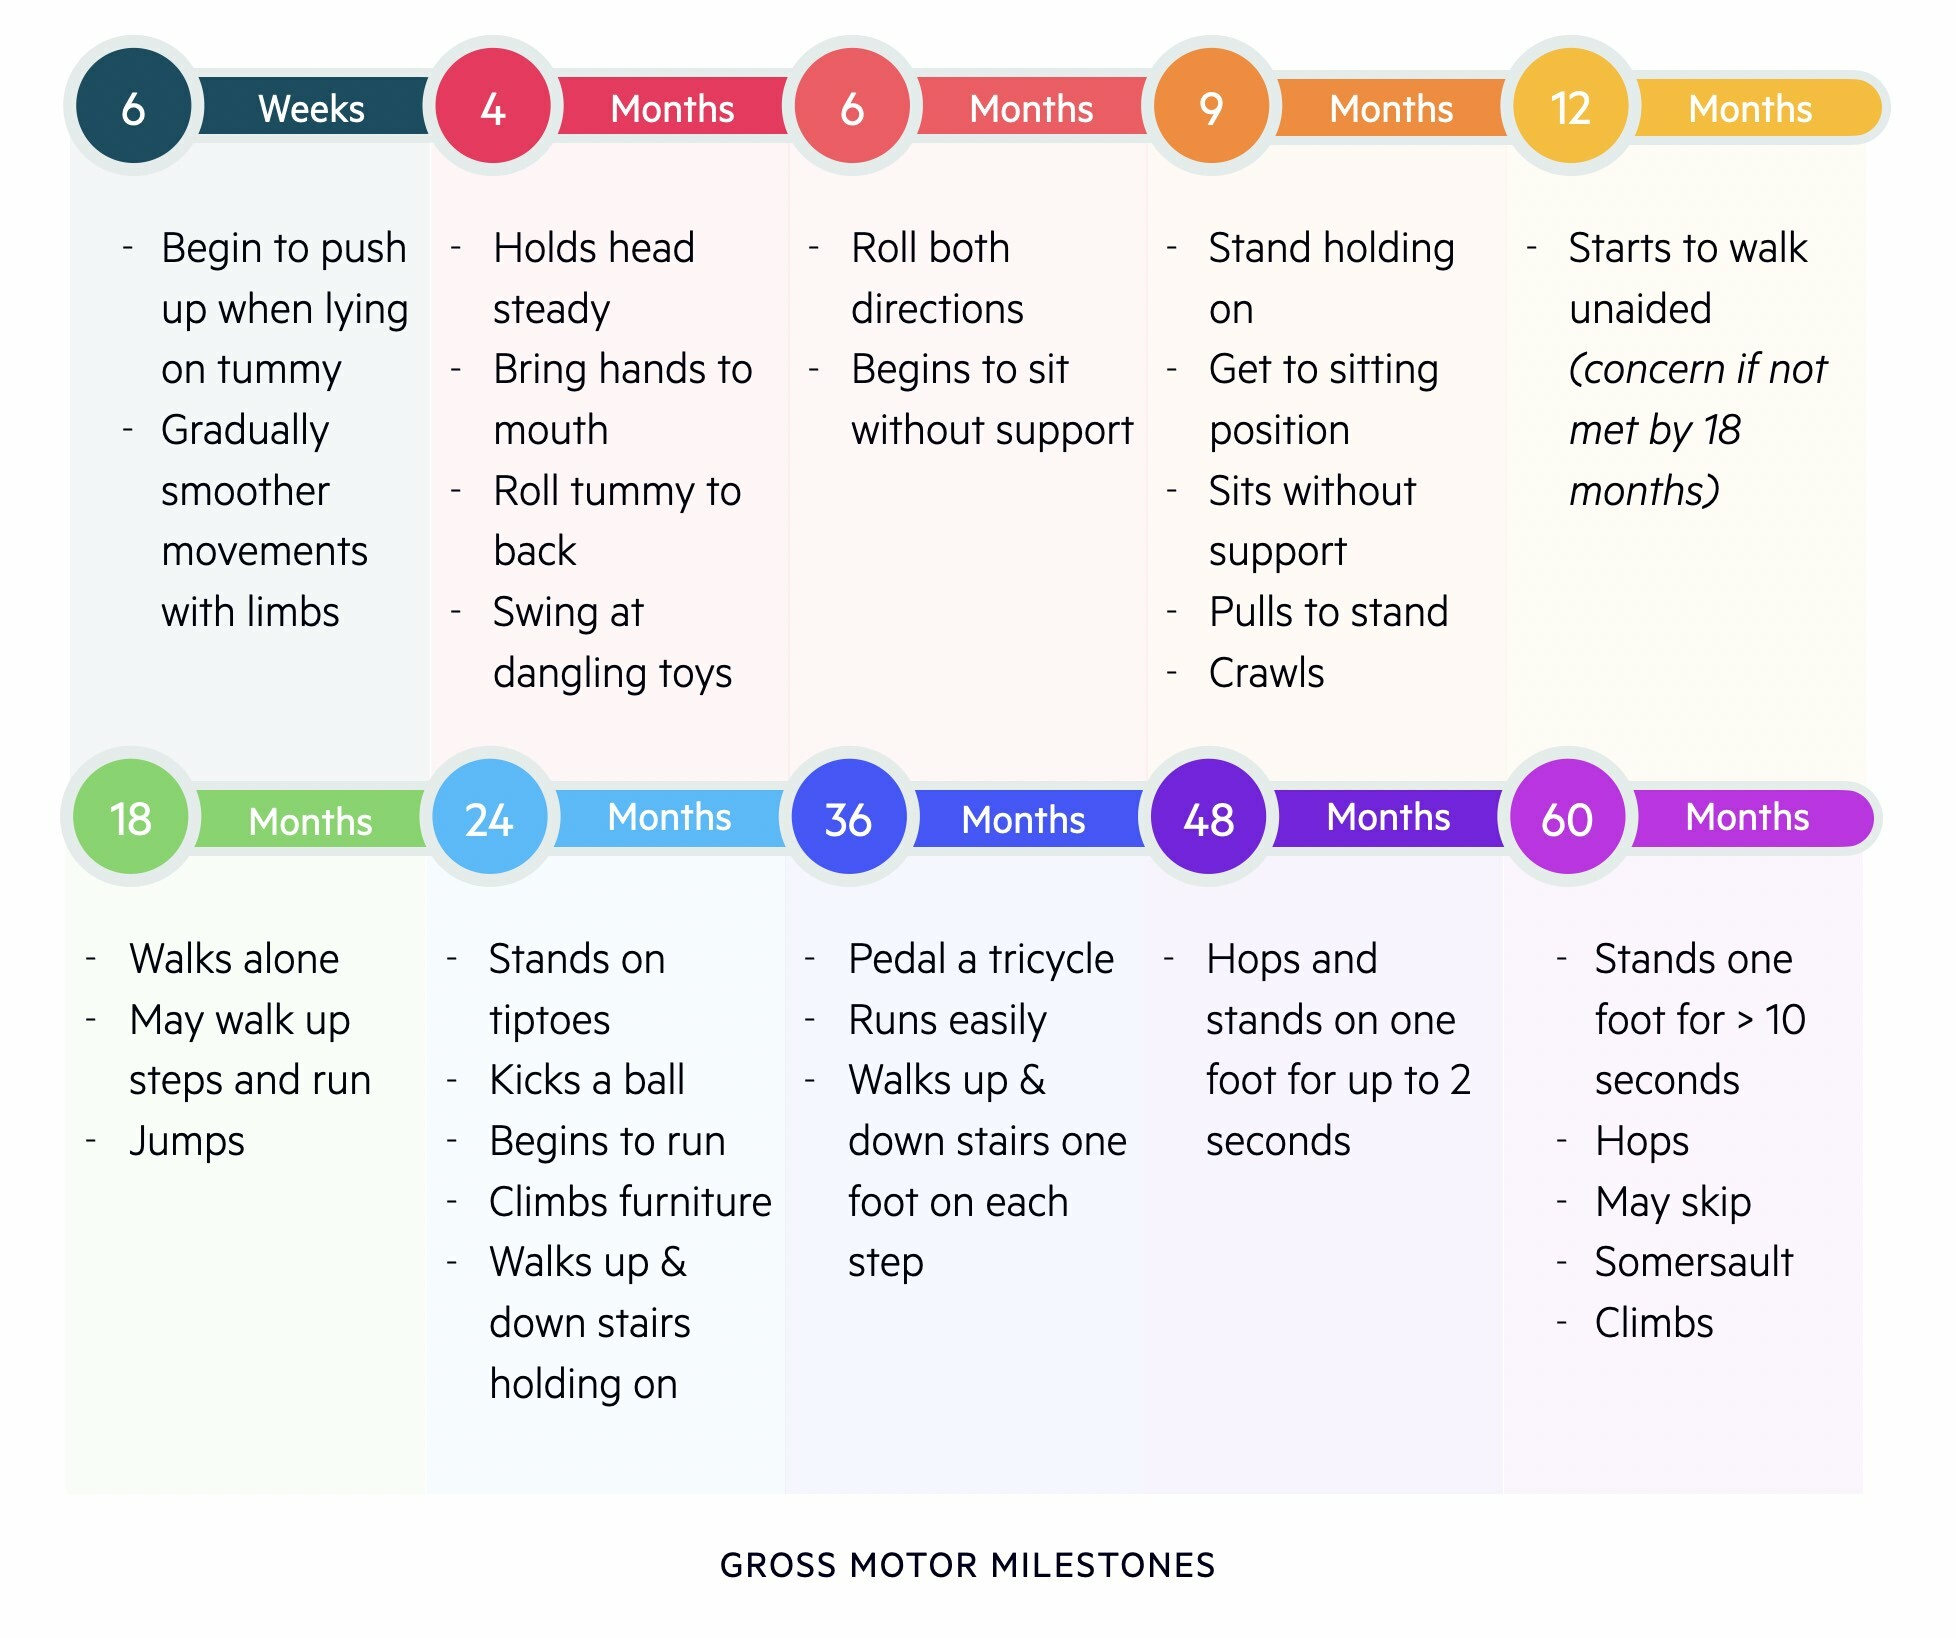 6 Weeks
4 Months
6 Months
9 Months
12 Months
- Begin to push
up when lying
on tummy
- Gradually
smoother
movements
with limbs
- Holds head
steady
- Bring hands to
mouth
- Roll tummy to
back
- Swing at
dangling toys
- Roll both
directions
- Begins to sit
without support
- Stand holding
on
- Get to sitting
position
- Sits without
support
- Pulls to stand
- Crawls
- Starts to walk
unaided
(concern if not
met by 18
months)
18 Months
24 Months
36 Months
48 Months
60 Months
- Walks alone
- May walk up
steps and run
- Jumps
- Stands on
tiptoes
- Kicks a ball
- Begins to run
- Climbs furniture
- Walks up &
down stairs
holding on
- Pedal a tricycle
- Runs easily
- Walks up &
down stairs one
foot on each
step
- Hops and
stands on one
foot for up to 2
seconds
- Stands one
foot for > 10
seconds
- Hops
- May skip
- Somersault
- Climbs
GROSS MOTOR MILESTONES